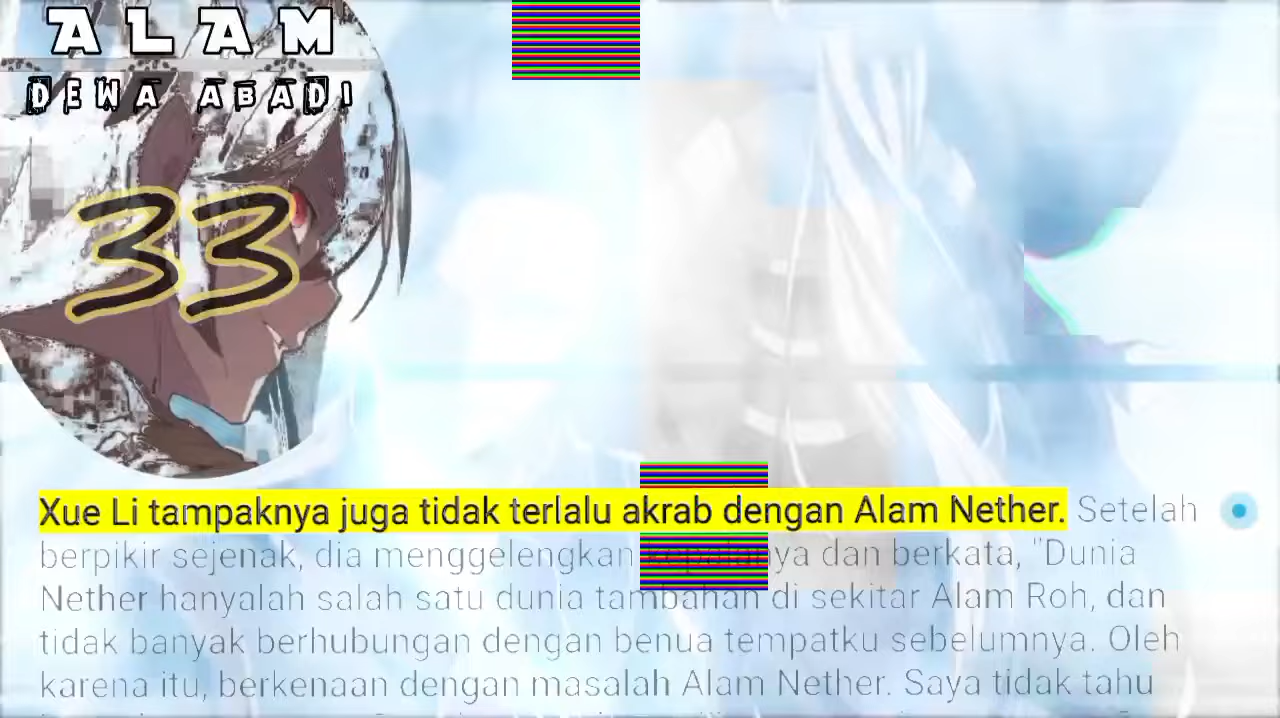 ALAM
DEWA ABADI
33
Xue Li tampaknya juga tidak terlalu akrab dengan Alam Nether. Setelah
berpikir sejenak, dia menggelengkan kepalanya dan berkata, "Dunia
Nether hanyalah salah satu dunia tambahan di sekitar Alam Roh, dan
tidak banyak berhubungan dengan benua tempatku sebelumnya. Oleh
karena itu, berkenaan dengan masalah Alam Nether. Saya tidak tahu